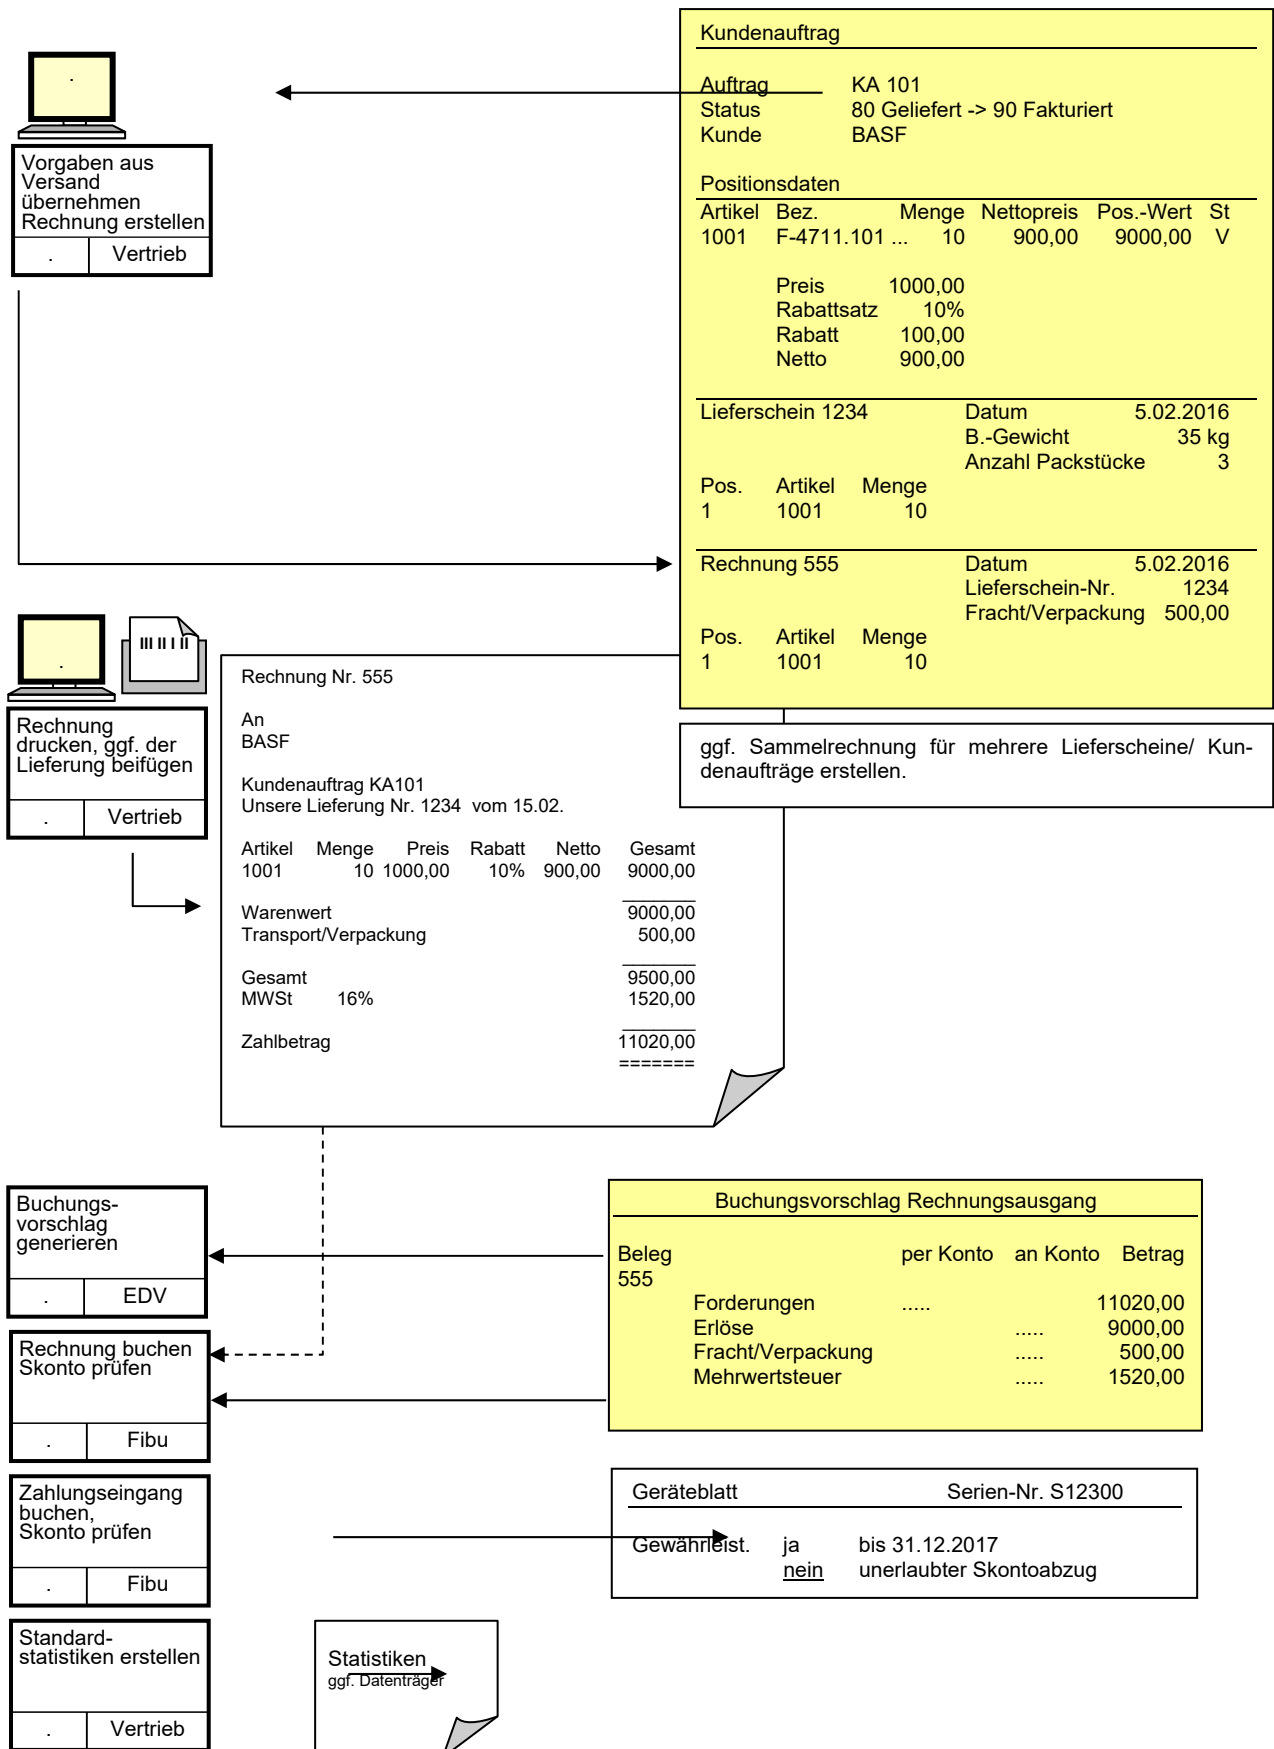 Kundenauftrag
Auftrag KA 101
Status 80 Geliefert -> 90 Fakturiert
Kunde BASF
Positionsdaten
Artikel Bez. Menge Nettopreis Pos.-Wert St
1001 F-4711.101 ... 10 900,00 9000,00 V
Preis 1000,00
Rabattsatz 10%
Rabatt 100,00
Netto 900,00
Lieferschein 1234 Datum 5.02.2016
B.-Gewicht 35 kg
Anzahl Packstücke 3
Pos. Artikel Menge
1 1001 10
Rechnung 555 Datum 5.02.2016
Lieferschein-Nr. 1234
Fracht/Verpackung 500,00
Pos. Artikel Menge
1 1001 10
ggf. Sammelrechnung für mehrere Lieferscheine/ Kun-
denaufträge erstellen.
.
Vorgaben aus
Versand
übernehmen
Rechnung erstellen
. Vertrieb
.
III II I II
Rechnung
drucken, ggf. der
Lieferung beifügen
. Vertrieb
Rechnung Nr. 555
An
BASF
Kundenauftrag KA101
Unsere Lieferung Nr. 1234 vom 15.02.
Artikel Menge Preis Rabatt Netto Gesamt
1001 10 1000,00 10% 900,00 9000,00
_______
Warenwert 9000,00
Transport/Verpackung 500,00
_______
Gesamt 9500,00
MWSt 16% 1520,00
_______
Zahlbetrag 11020,00
=======
Buchungs-
vorschlag
generieren
. EDV
Buchungsvorschlag Rechnungsausgang
Beleg per Konto an Konto Betrag
555
Forderungen ..... 11020,00
Erlöse ..... 9000,00
Fracht/Verpackung ..... 500,00
Mehrwertsteuer ..... 1520,00
Rechnung buchen
Skonto prüfen
. Fibu
Zahlungseingang
buchen,
Skonto prüfen
. Fibu
Geräteblatt Serien-Nr. S12300
Gewährleist. ja bis 31.12.2017
nein unerlaubter Skontoabzug
Standard-
statistiken erstellen
. Vertrieb
Statistiken
ggf. Datenträger